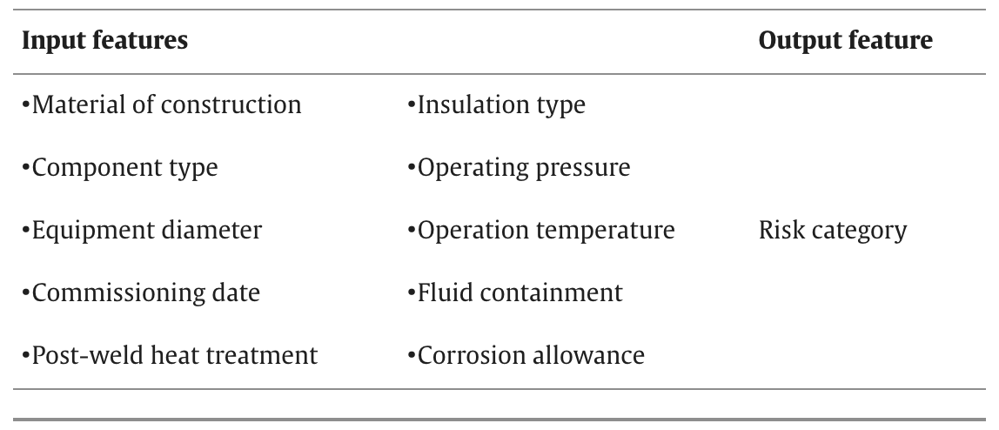 Input features Output feature
•Material of construction •Insulation type
•Component type •Operating pressure
•Equipment diameter •Operation temperature Risk category
•Commissioning date •Fluid containment
•Post-weld heat treatment •Corrosion allowance